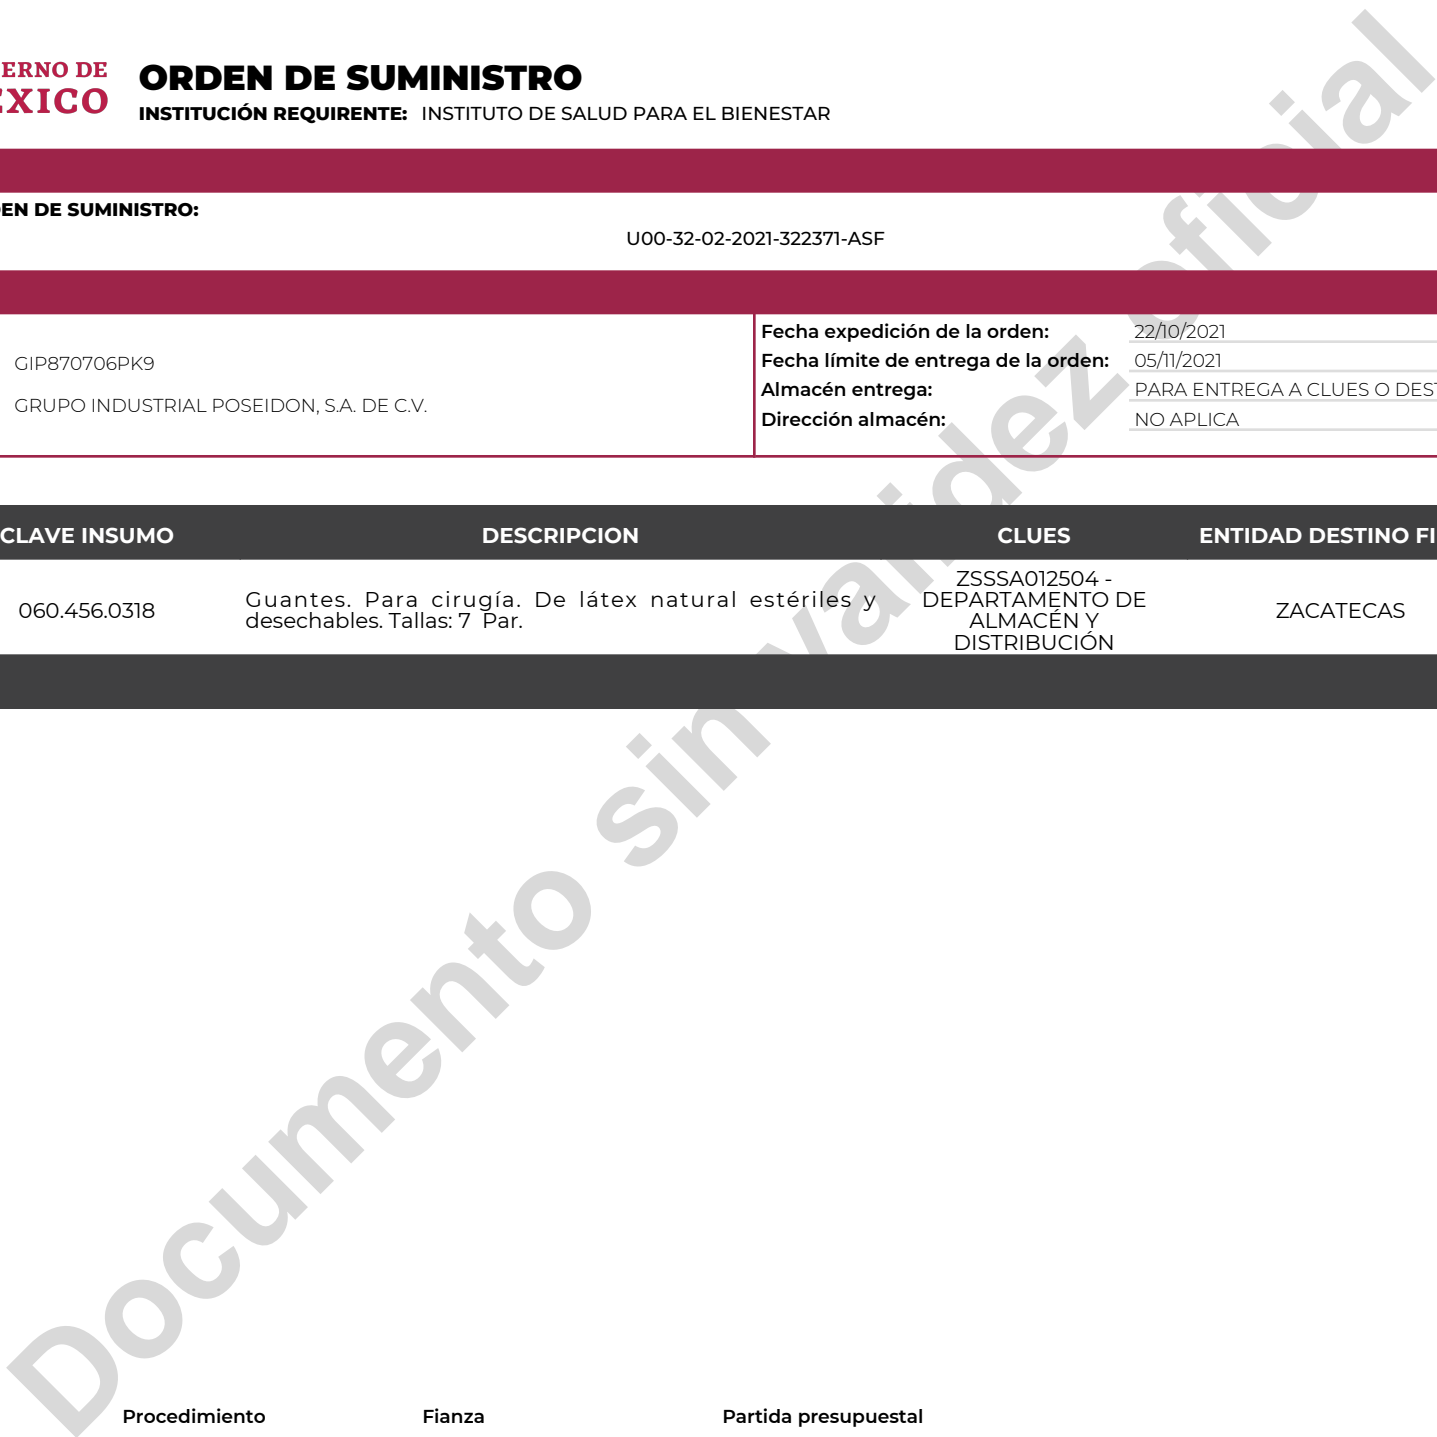 ERNO DE
EXICO
ORDEN DE SUMINISTRO
INSTITUCIÓN REQUIRENTE: INSTITUTO DE SALUD PARA EL BIENESTAR
EN DE SUMINISTRO:
U00-32-02-2021-322371-ASF
GIP870706PK9
GRUPO INDUSTRIAL POSEIDON, S.A. DE C.V.
Fecha expedición de la orden: 22/10/2021
Fecha límite de entrega de la orden: 05/11/2021
Almacén entrega: PARA ENTREGA A CLUES O DEST
Dirección almacén: NO APLICA
CLAVE INSUMO DESCRIPCION CLUES ENTIDAD DESTINO FI
060.456.0318
Guantes. Para cirugía. De látex natural estériles y
desechables. Tallas: 7 Par.
ZSSSA012504 -
DEPARTAMENTO DE
ALMACÉN Y
DISTRIBUCIÓN
ZACATECAS
Documento sin validez oficial
Procedimiento Fianza Partida presupuestal